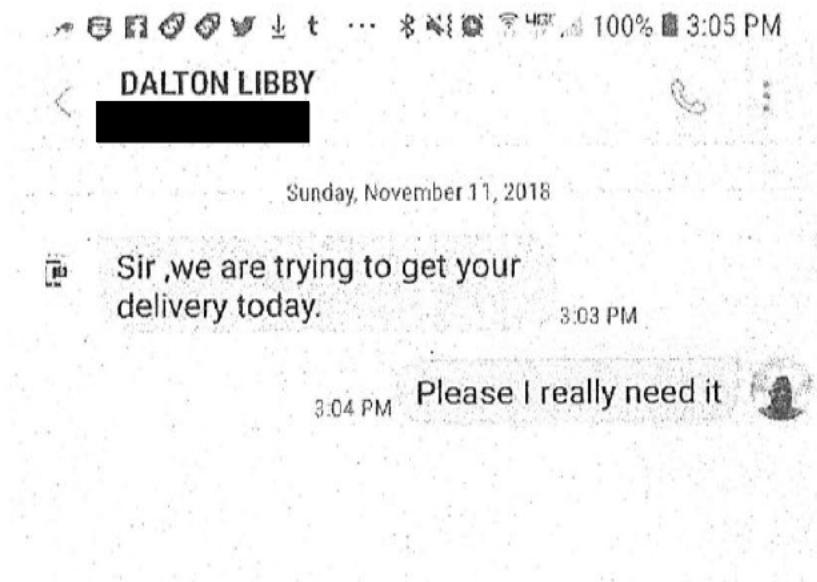 100% 3:05 PM
DALTON LIBBY
Sunday, November 11, 2018
Sir ,we are trying to get your
delivery today.
3:03 PM
Please I really need it
3:04 PM